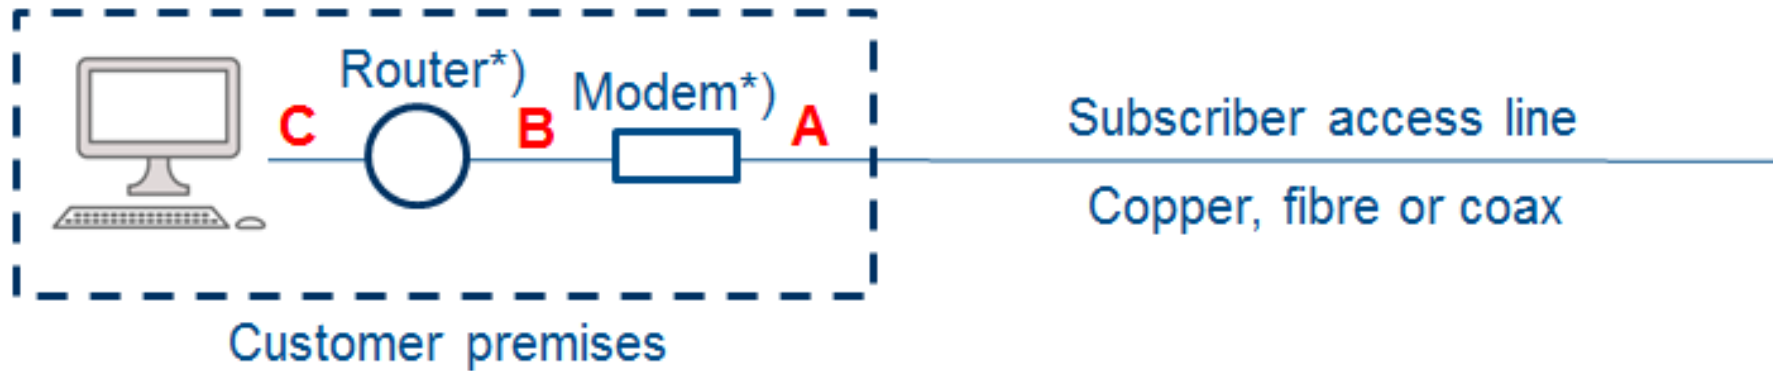 Router*)
Modem*)
C
B
A
Subscriber access line
Copper, fibre or coax
Customer premises